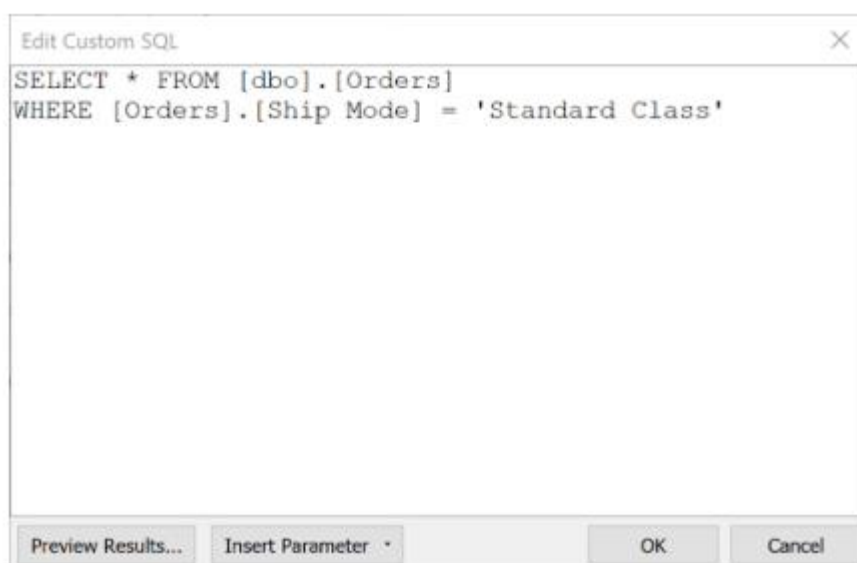 Edit Custom SQL
SELECT * FROM [dbo].[Orders]
WHERE [Orders].[Ship Mode] = 'Standard Class'
Preview Results... Insert Parameter OK Cancel